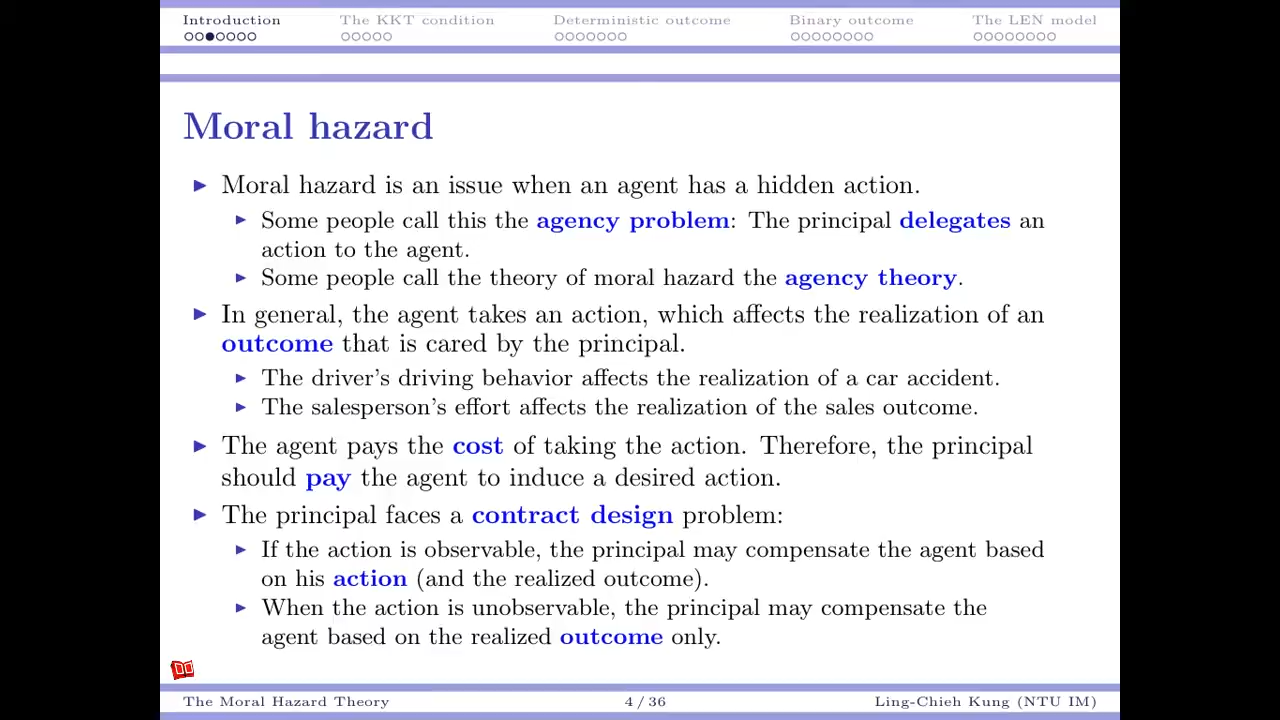 Introduction The KKT condition Deterministic outcome Binary outcome The LEN model
Moral hazard
Moral hazard is an issue when an agent has a hidden action.
Some people call this the agency problem: The principal delegates an
action to the agent.
Some people call the theory of moral hazard the agency theory.
In general, the agent takes an action, which affects the realization of an
outcome that is cared by the principal.
The driver's driving behavior affects the realization of a car accident.
The salesperson's effort affects the realization of the sales outcome.
The agent pays the cost of taking the action. Therefore, the principal
should pay the agent to induce a desired action.
The principal faces a contract design problem:
If the action is observable, the principal may compensate the agent based
on his action (and the realized outcome).
When the action is unobservable, the principal may compensate the
agent based on the realized outcome only.
The Moral Hazard Theory 4 / 36 Ling-Chieh Kung (NTU IM)